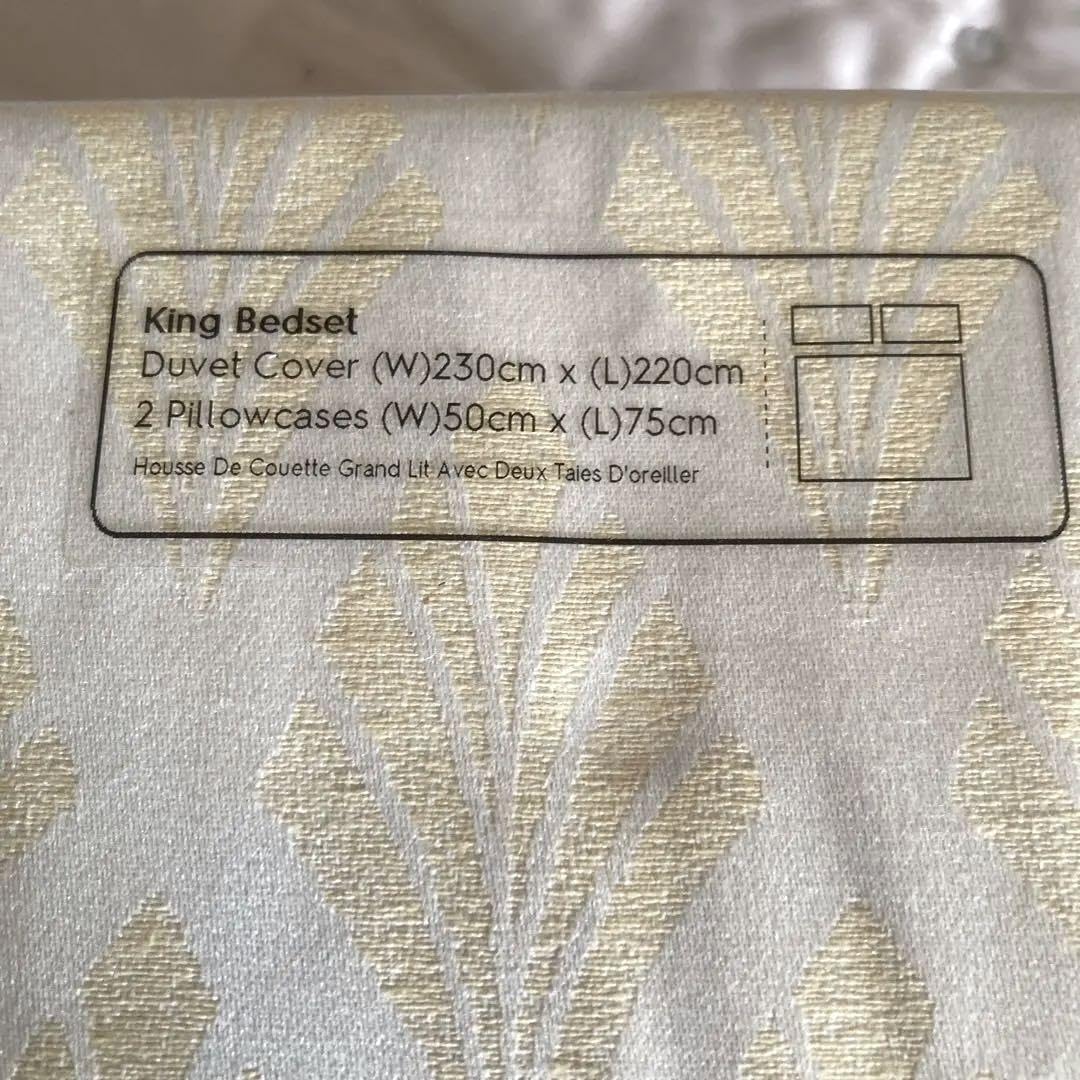 King Bedset
Duvet Cover (W)230cm x (L)220cm
2 Pillowcases (W)50cm x (L)75cm
Housse De Couette Grand Lit Avec Deux Taies D'oreiller